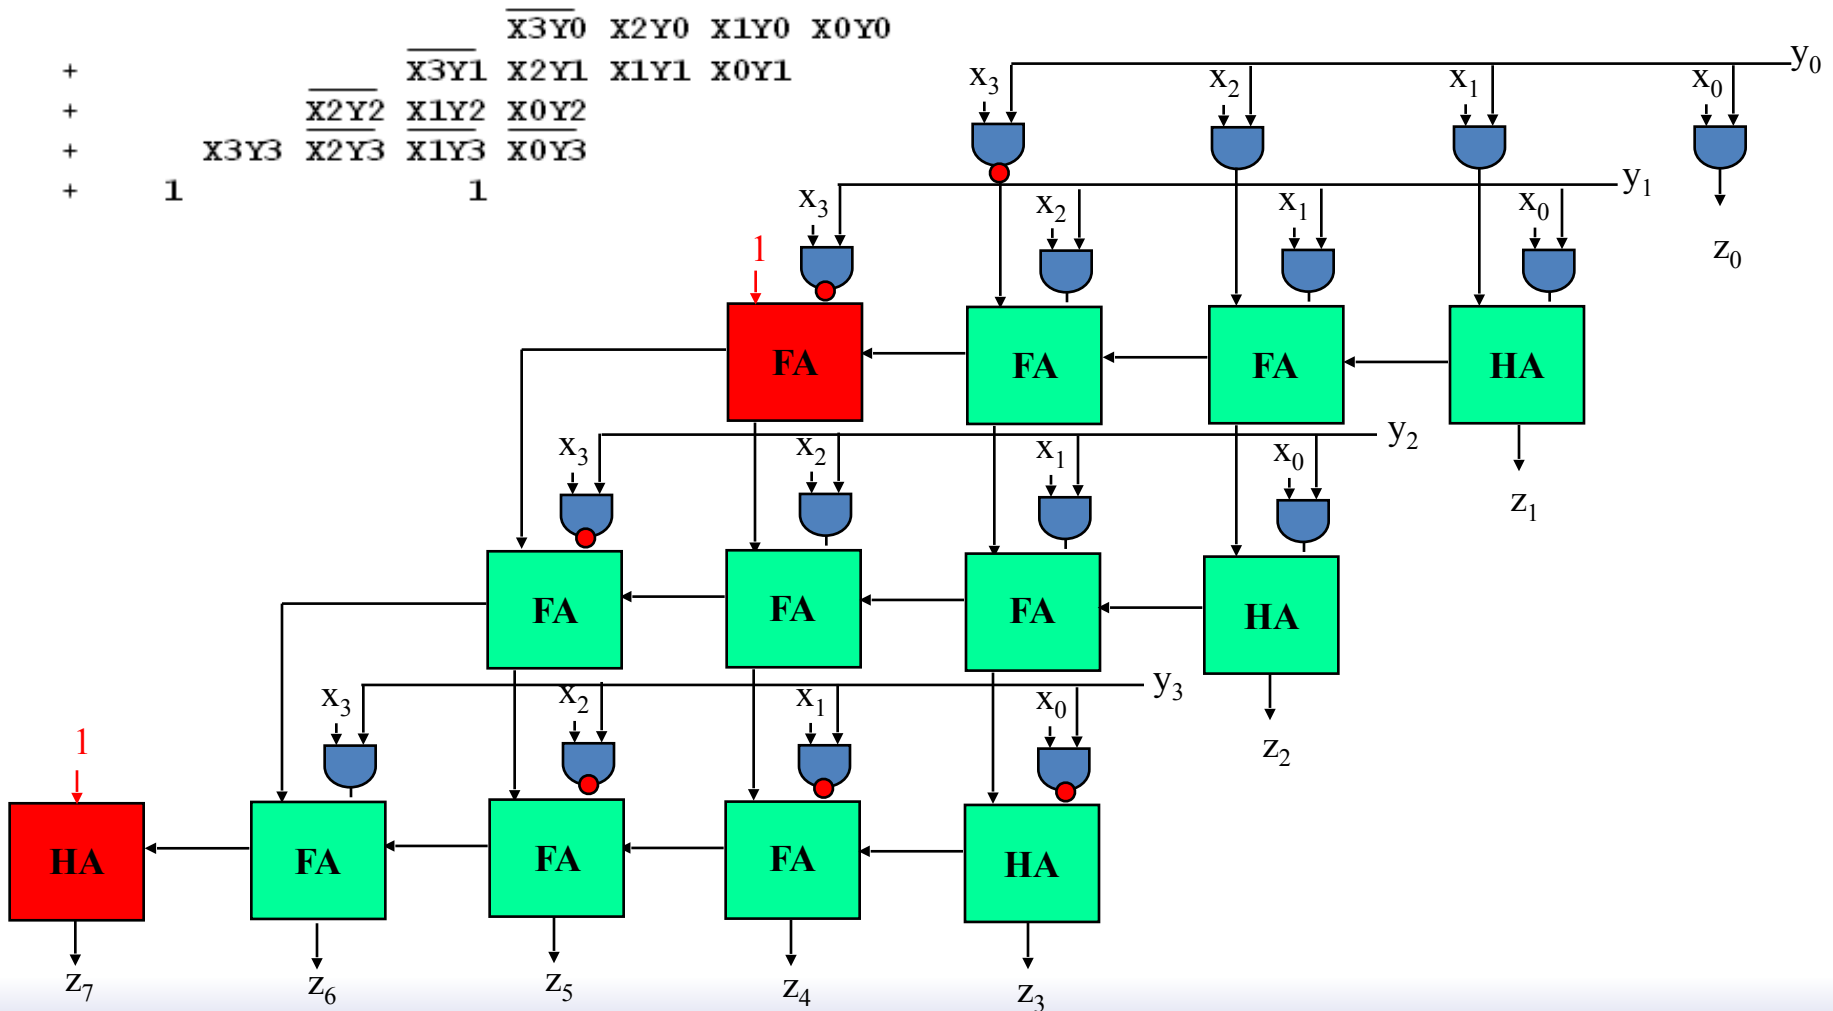 X3Y0 X2Y0 X1Y0 X0Y0
+ X3Y1 X2Y1 X1Y1 X0Y1
+ X2Y2 X1Y2 X0Y2
+ X3Y3 X2Y3 X1Y3 X0Y3
+ 1 1
y0
x3 x2 x1 x0
y1
x3 x2 x1 x0
z0
1
FA FA FA HA
y2
x3 x2 x1 x0
z1
FA FA FA HA
y3
x3 x2 x1 x0
z2
1
HA FA FA FA HA
z7 z6 z5 z4 z3